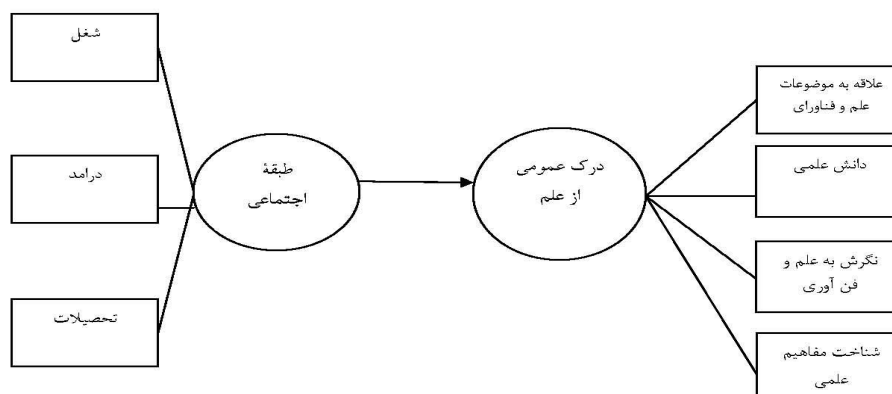 شغل
علاقه به موضوعات
علم و فناورای
طبقۀ
اجتماعی
درک عمومی
از علم
دانش علمی
درامد
نگرش به علم و
فن آوری
تحصیلات
شناخت مفاهیم
علمی